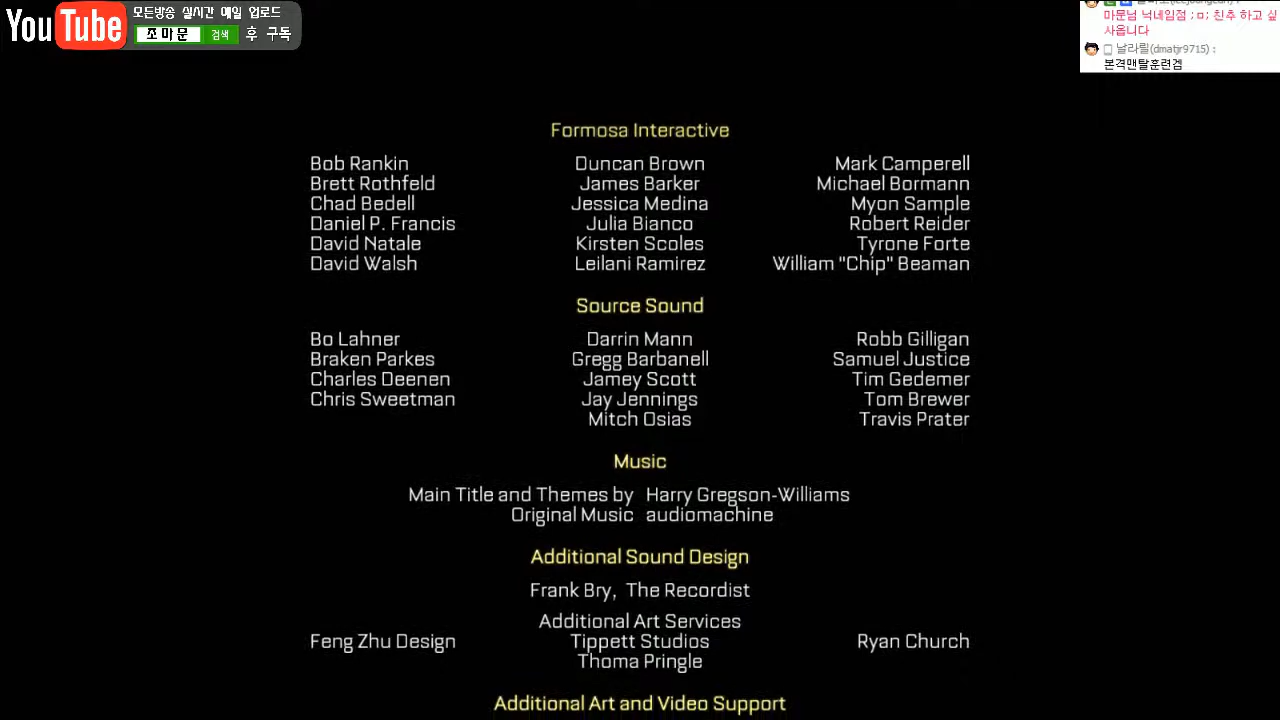 YouTube
모든방송 실시간 매일 업로드
조마문 검색 후 구독
마문님 닉네임점 ;ㅁ; 친추 하고 싶
사옵니다
날라릴(dmatjr9715) :
본격맨탈훈련겜
Formosa Interactive
Bob Rankin Duncan Brown Mark Camperell
Brett Rothfeld James Barker Michael Bormann
Chad Bedell Jessica Medina Myon Sample
Daniel P. Francis Julia Bianco Robert Reider
David Natale Kirsten Scoles Tyrone Forte
David Walsh Leilani Ramirez William "Chip" Beaman
Source Sound
Bo Lahner Darrin Mann Robb Gilligan
Braken Parkes Gregg Barbanell Samuel Justice
Charles Deenen Jamey Scott Tim Gedemer
Chris Sweetman Jay Jennings Tom Brewer
Mitch Osias Travis Prater
Music
Main Title and Themes by Harry Gregson-Williams
Original Music audiomachine
Additional Sound Design
Frank Bry, The Recordist
Additional Art Services
Feng Zhu Design Tippett Studios Ryan Church
Thoma Pringle
Additional Art and Video Support